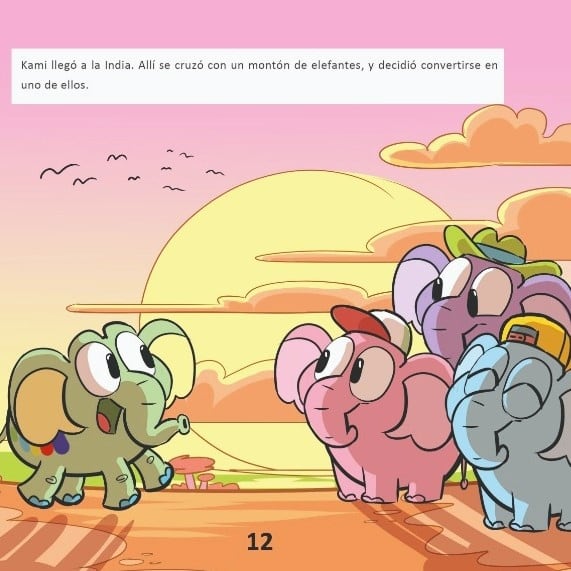 Kami llegó a la India. Allí se cruzó con un montón de elefantes, y decidió convertirse en
uno de ellos.
12